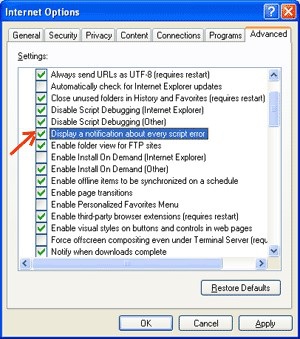 Internet Options
General
Security
Privacy
Content
Connections
Programs
Advanced
Settings:
Always send URLs as UTF-8 (requires restart)
Automatically check for Internet Explorer updates
Close unused folders in History and Favorites (requires restart)
Disable Script Debugging (Internet Explorer)
Disable Script Debugging (Other)
Display a notification about every script error
Enable folder view for FTP sites
Enable Install On Demand (Internet Explorer)
Enable Install On Demand (Other)
Enable offline items to be synchronized on a schedule
Enable page transitions
Enable Personalized Favorites Menu
Enable third-party browser extensions (requires restart)
Enable visual styles on buttons and controls in web pages
Force offscreen compositing even under Terminal Server (requ
Notify when downloads complete
Restore Defaults
OK
Cancel
Apply